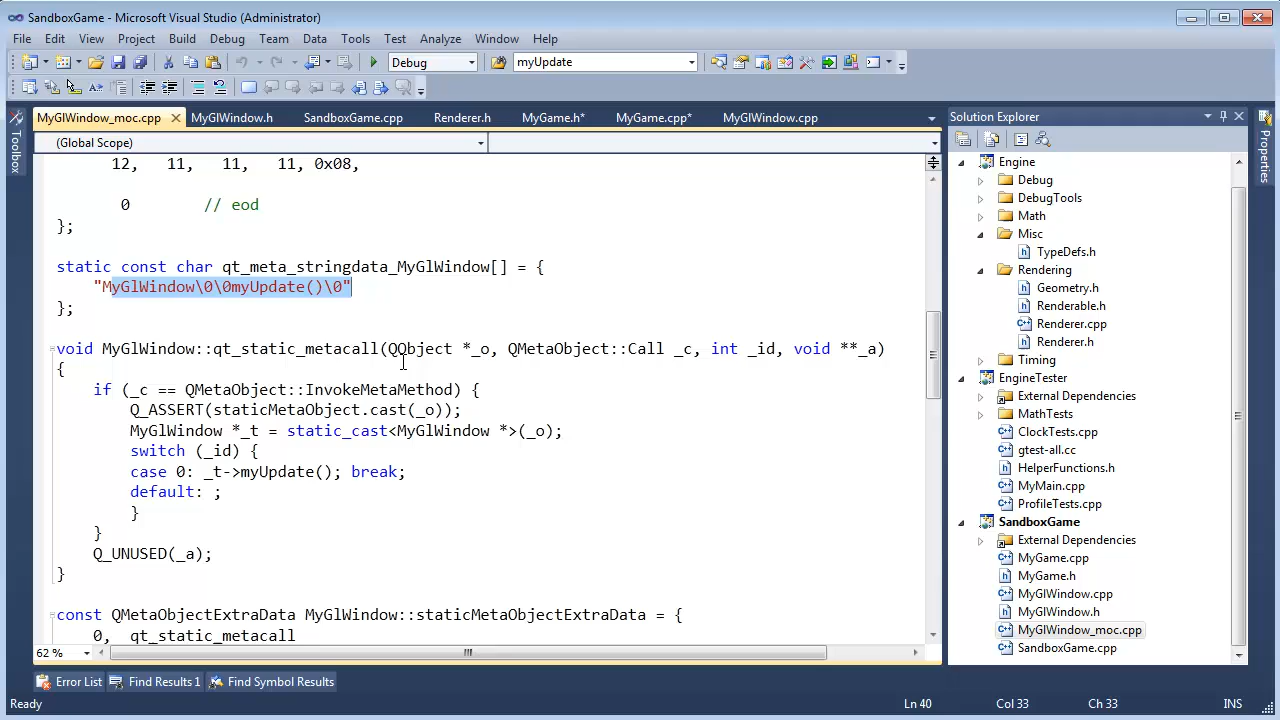 SandboxGame - Microsoft Visual Studio (Administrator)
File Edit View Project Build Debug Team Data Tools Test Analyze Window Help
Debug myUpdate
MyGlWindow_moc.cpp MyGlWindow.h SandboxGame.cpp Renderer.h MyGame.h* MyGame.cpp* MyGLWindow.cpp
(Global Scope)
12, 11, 11, 11, 0x08,
0 // eod
};
static const char qt_meta_stringdata_MyGlWindow[] = {
"MyGlWindow\0\0myUpdate()\0"
};
void MyGlWindow::qt_static_metacall(QObject *_o, QMetaObject::Call _c, int _id, void **_a)
{
if (_c == QMetaObject::InvokeMetaMethod) {
Q_ASSERT(staticMetaObject.cast(_o));
MyGlWindow *_t = static_cast<MyGlWindow *>(_o);
switch (_id) {
case 0: _t->myUpdate(); break;
default: ;
}
}
Q_UNUSED(_a);
}
const QMetaObjectExtraData MyGlWindow::staticMetaObjectExtraData = {
0, qt_static_metacall
62 %
Toolbox
Solution Explorer
Engine
Debug
DebugTools
Math
Misc
TypeDefs.h
Rendering
Geometry.h
Renderable.h
Renderer.cpp
Renderer.h
Timing
EngineTester
External Dependencies
MathTests
ClockTests.cpp
gtest-all.cc
HelperFunctions.h
MyMain.cpp
ProfileTests.cpp
SandboxGame
External Dependencies
MyGame.cpp
MyGame.h
MyGlWindow.cpp
MyGlWindow.h
MyGlWindow_moc.cpp
SandboxGame.cpp
Properties
Error List Find Results 1 Find Symbol Results
Ready Ln 40 Col 33 Ch 33 INS